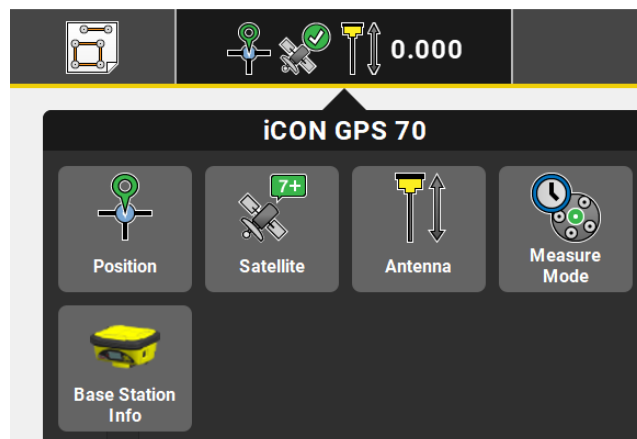 0.000
iCON GPS 70
7+
Position
Satellite
Antenna
Measure
Mode
Base Station
Info